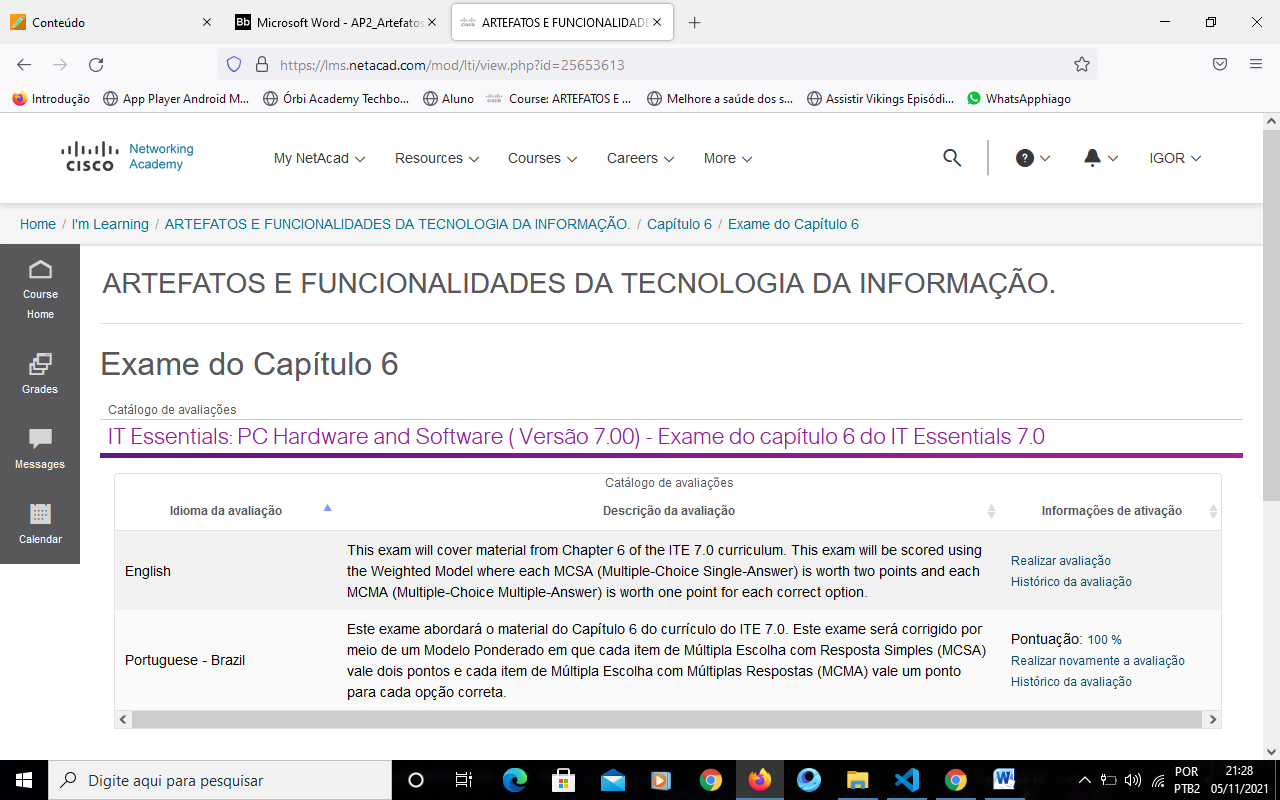 Conteúdo
Microsoft Word - AP2_Artefatos
ARTEFATOS E FUNCIONALIDADE
https://lms.netacad.com/mod/lti/view.php?id=25653613
Introdução
App Player Android M...
Órbi Academy Techbo...
Aluno
Course: ARTEFATOS E ...
Melhore a saúde dos s...
Assistir Vikings Episódi...
WhatsApphiago
CISCO
Networking
Academy
My NetAcad
Resources
Courses
Careers
More
IGOR
Home / I'm Learning / ARTEFATOS E FUNCIONALIDADES DA TECNOLOGIA DA INFORMAÇÃO. / Capítulo 6 / Exame do Capítulo 6
Course
Home
Grades
Messages
Calendar
ARTEFATOS E FUNCIONALIDADES DA TECNOLOGIA DA INFORMAÇÃO.
Exame do Capítulo 6
Catálogo de avaliações
IT Essentials: PC Hardware and Software ( Versão 7.00) - Exame do capítulo 6 do IT Essentials 7.0
Catálogo de avaliações
Idioma da avaliação
Descrição da avaliação
Informações de ativação
English
This exam will cover material from Chapter 6 of the ITE 7.0 curriculum. This exam will be scored using
the Weighted Model where each MCSA (Multiple-Choice Single-Answer) is worth two points and each
MCMA (Multiple-Choice Multiple-Answer) is worth one point for each correct option.
Realizar avaliação
Histórico da avaliação
Portuguese - Brazil
Este exame abordará o material do Capítulo 6 do currículo do ITE 7.0. Este exame será corrigido por
meio de um Modelo Ponderado em que cada item de Múltipla Escolha com Resposta Simples (MCSA)
vale dois pontos e cada item de Múltipla Escolha com Múltiplas Respostas (MCMA) vale um ponto
para cada opção correta.
Pontuação: 100 %
Realizar novamente a avaliação
Histórico da avaliação
Digite aqui para pesquisar
POR
PTB2
21:28
05/11/2021